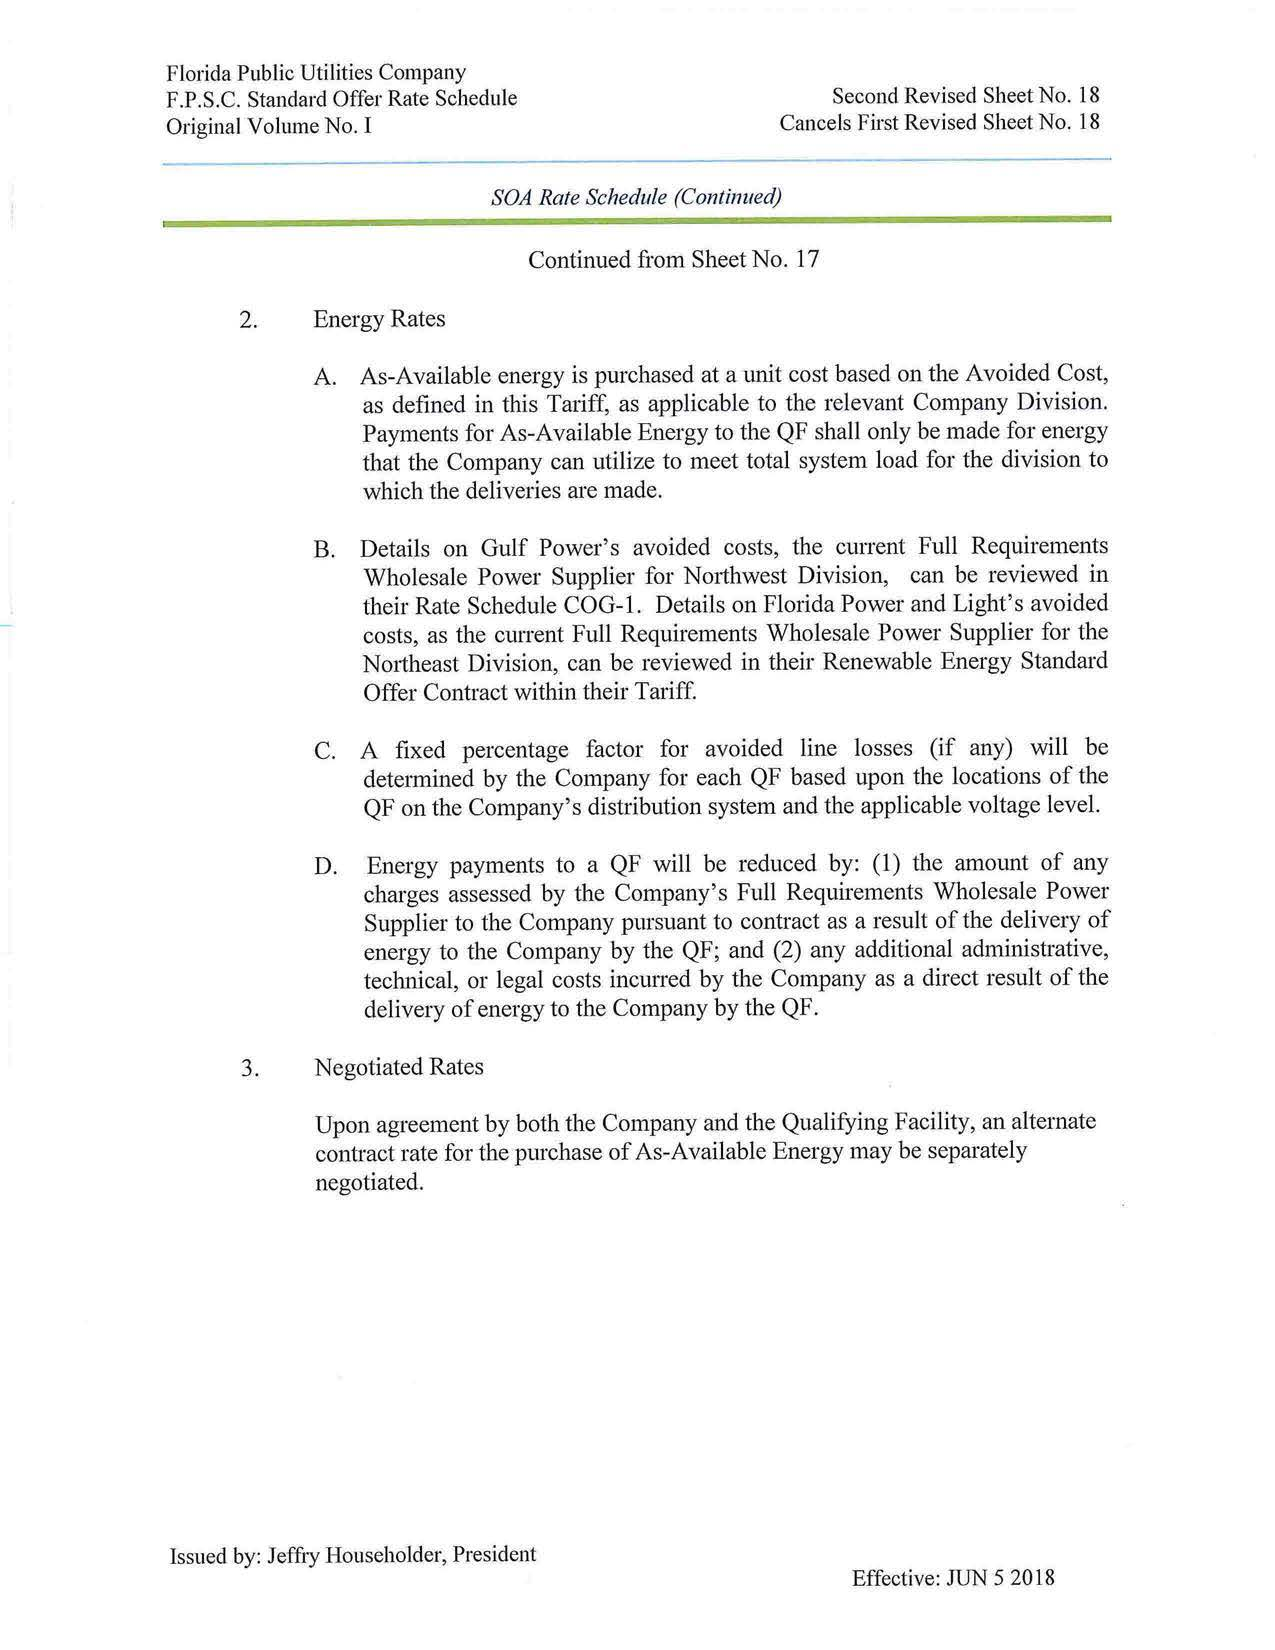 Florida Public Utilities Company
F.P.S.C. Standard Offer Rate Schedule
Original Volume No. I
Second Revised Sheet No. 18
Cancels First Revised Sheet No. 18
SOA Rate Schedule (Continued)
Continued from Sheet No. 17
2. Energy Rates
A. As-Available energy is purchased at a unit cost based on the Avoided Cost,
as defined in this Tariff, as applicable to the relevant Company Division.
Payments for As-Available Energy to the QF shall only be made for energy
that the Company can utilize to meet total system load for the division to
which the deliveries are made.
B. Details on Gulf Power's avoided costs, the current Full Requirements
Wholesale Power Supplier for Northwest Division, can be reviewed in
their Rate Schedule COG-1. Details on Florida Power and Light's avoided
costs, as the current Full Requirements Wholesale Power Supplier for the
Northeast Division, can be reviewed in their Renewable Energy Standard
Offer Contract within their Tariff.
C. A fixed percentage factor for avoided line losses (if any) will be
determined by the Company for each QF based upon the locations of the
QF on the Company's distribution system and the applicable voltage level.
D. Energy payments to a QF will be reduced by: (1) the amount of any
charges assessed by the Company's Full Requirements Wholesale Power
Supplier to the Company pursuant to contract as a result of the delivery of
energy to the Company by the QF; and (2) any additional administrative,
technical, or legal costs incurred by the Company as a direct result of the
delivery of energy to the Company by the QF.
3. Negotiated Rates
Upon agreement by both the Company and the Qualifying Facility, an alternate
contract rate for the purchase of As-Available Energy may be separately
negotiated.
Issued by: Jeffry Householder, President
Effective: JUN 5 2018